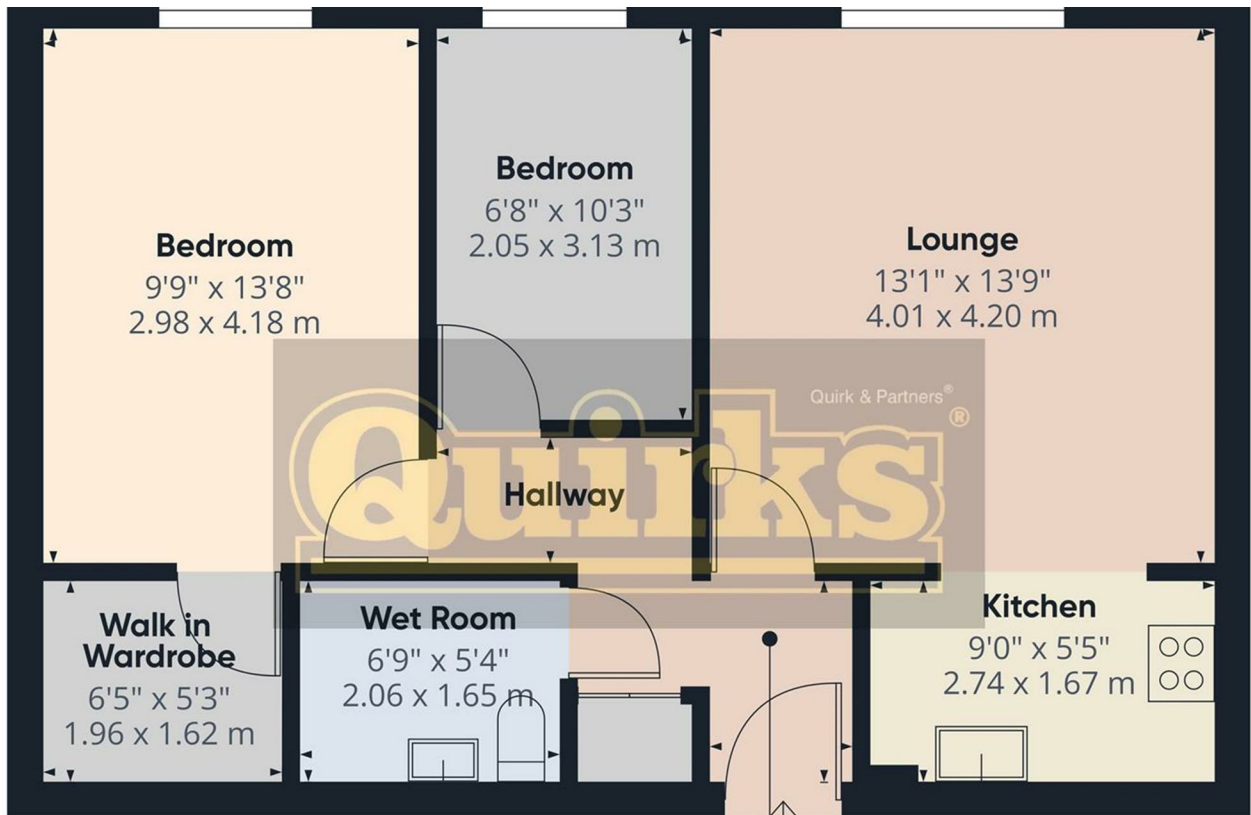 Bedroom
9'9" x 13'8"
2.98 x 4.18 m
Bedroom
6'8" x 10'3"
2.05 x 3.13 m
Lounge
13'1" x 13'9"
4.01 x 4.20 m
Quirk & Partners®
Quirks®
Hallway
Walk in
Wardrobe
6'5" x 5'3"
1.96 x 1.62 m
Wet Room
6'9" x 5'4"
2.06 x 1.65 m
Kitchen
9'0" x 5'5"
2.74 x 1.67 m